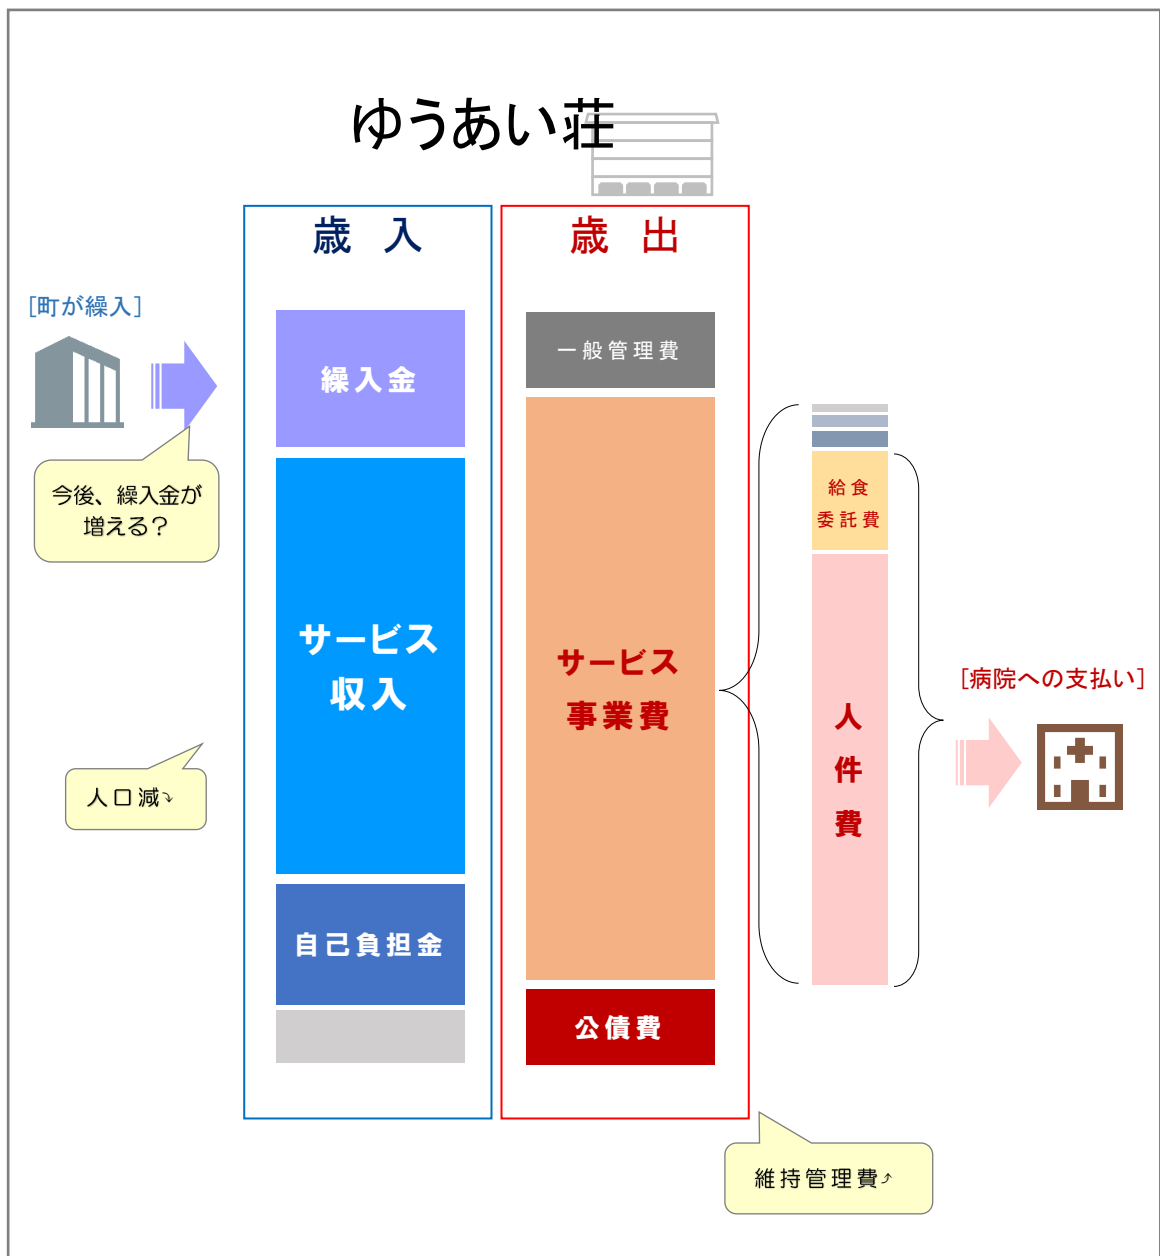 ゆうあい荘
歳入
歳出
[町が繰入]
繰入金
一般管理費
今後、繰入金が
増える？
給食
委託費
サービス
収入
サービス
事業費
人件費
[病院への支払い]
人口減⤵
自己負担金
公債費
維持管理費⤴